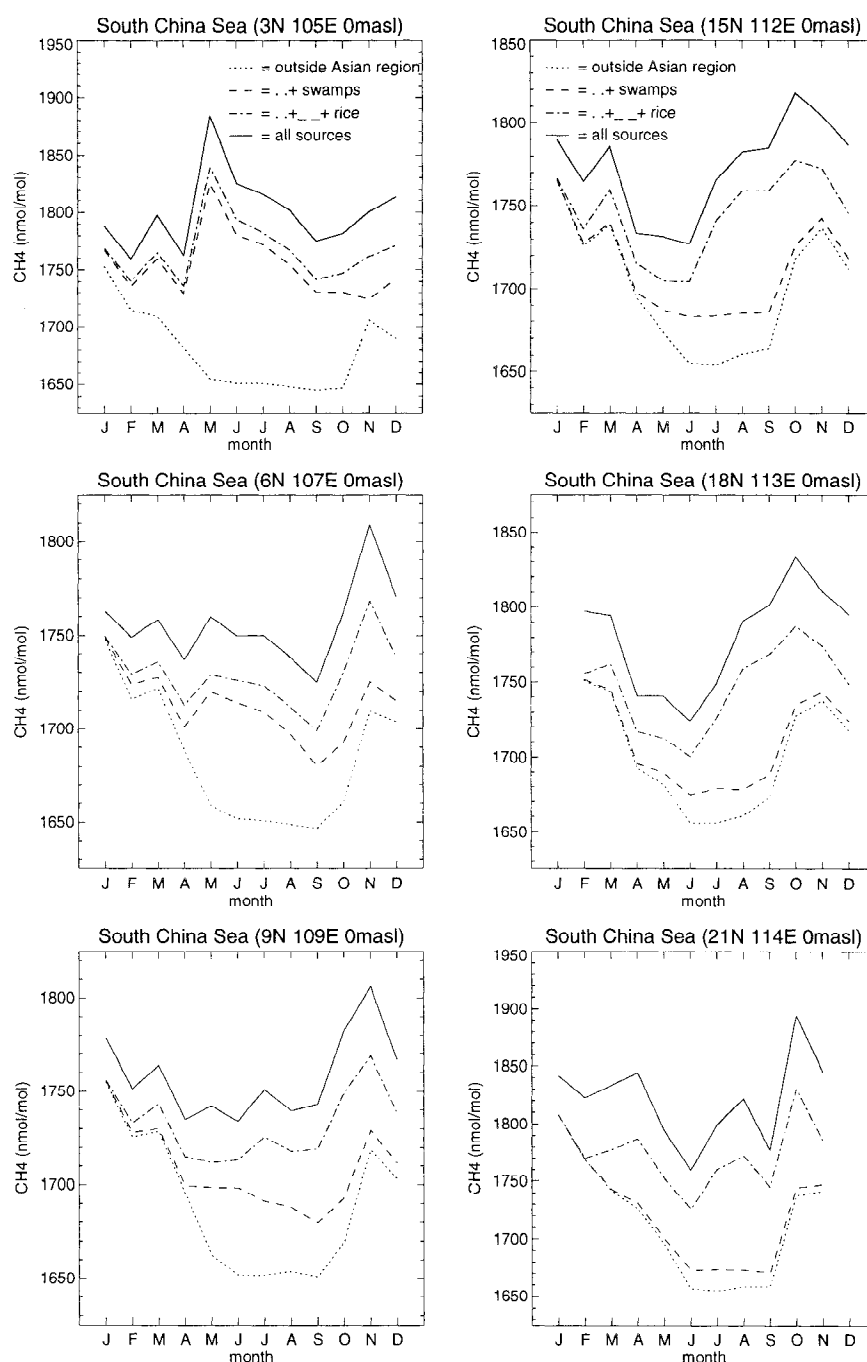 South China Sea (3N 105E 0masl)
1950
1900
1850
1800
1750
1700
1650
CH4 (nmol/mol)
= outside Asian region
= . .+ swamps
= . .+_ _+ rice
= all sources
J F M A M J J A S O N D
month
South China Sea (15N 112E 0masl)
1850
1800
1750
1700
1650
CH4 (nmol/mol)
= outside Asian region
= . .+ swamps
= . .+_ _+ rice
= all sources
J F M A M J J A S O N D
month
South China Sea (6N 107E 0masl)
1800
1750
1700
1650
CH4 (nmol/mol)
J F M A M J J A S O N D
month
South China Sea (18N 113E 0masl)
1850
1800
1750
1700
1650
CH4 (nmol/mol)
J F M A M J J A S O N D
month
South China Sea (9N 109E 0masl)
1800
1750
1700
1650
CH4 (nmol/mol)
J F M A M J J A S O N D
month
South China Sea (21N 114E 0masl)
1950
1900
1850
1800
1750
1700
1650
CH4 (nmol/mol)
J F M A M J J A S O N D
month